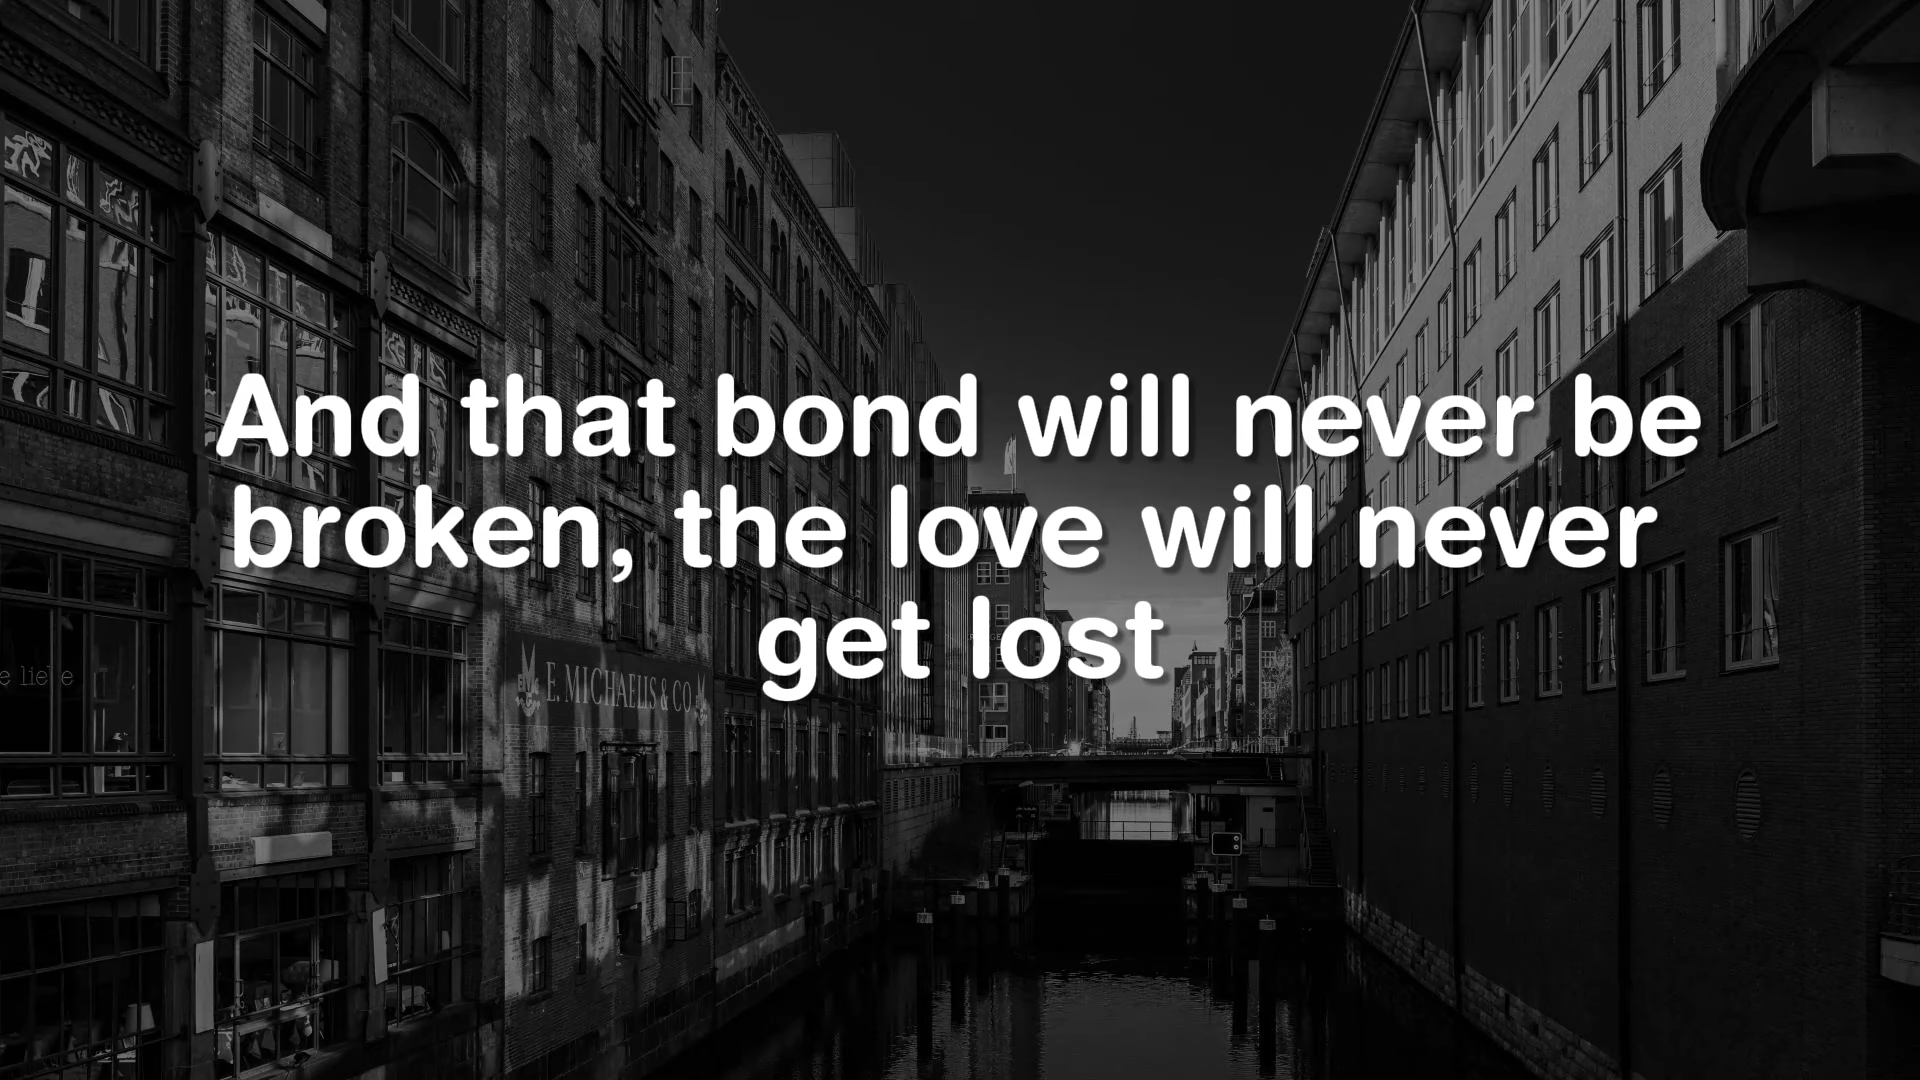 And that bond will never be
broken, the love will never
get lost
E. MICHAELIS & CO.